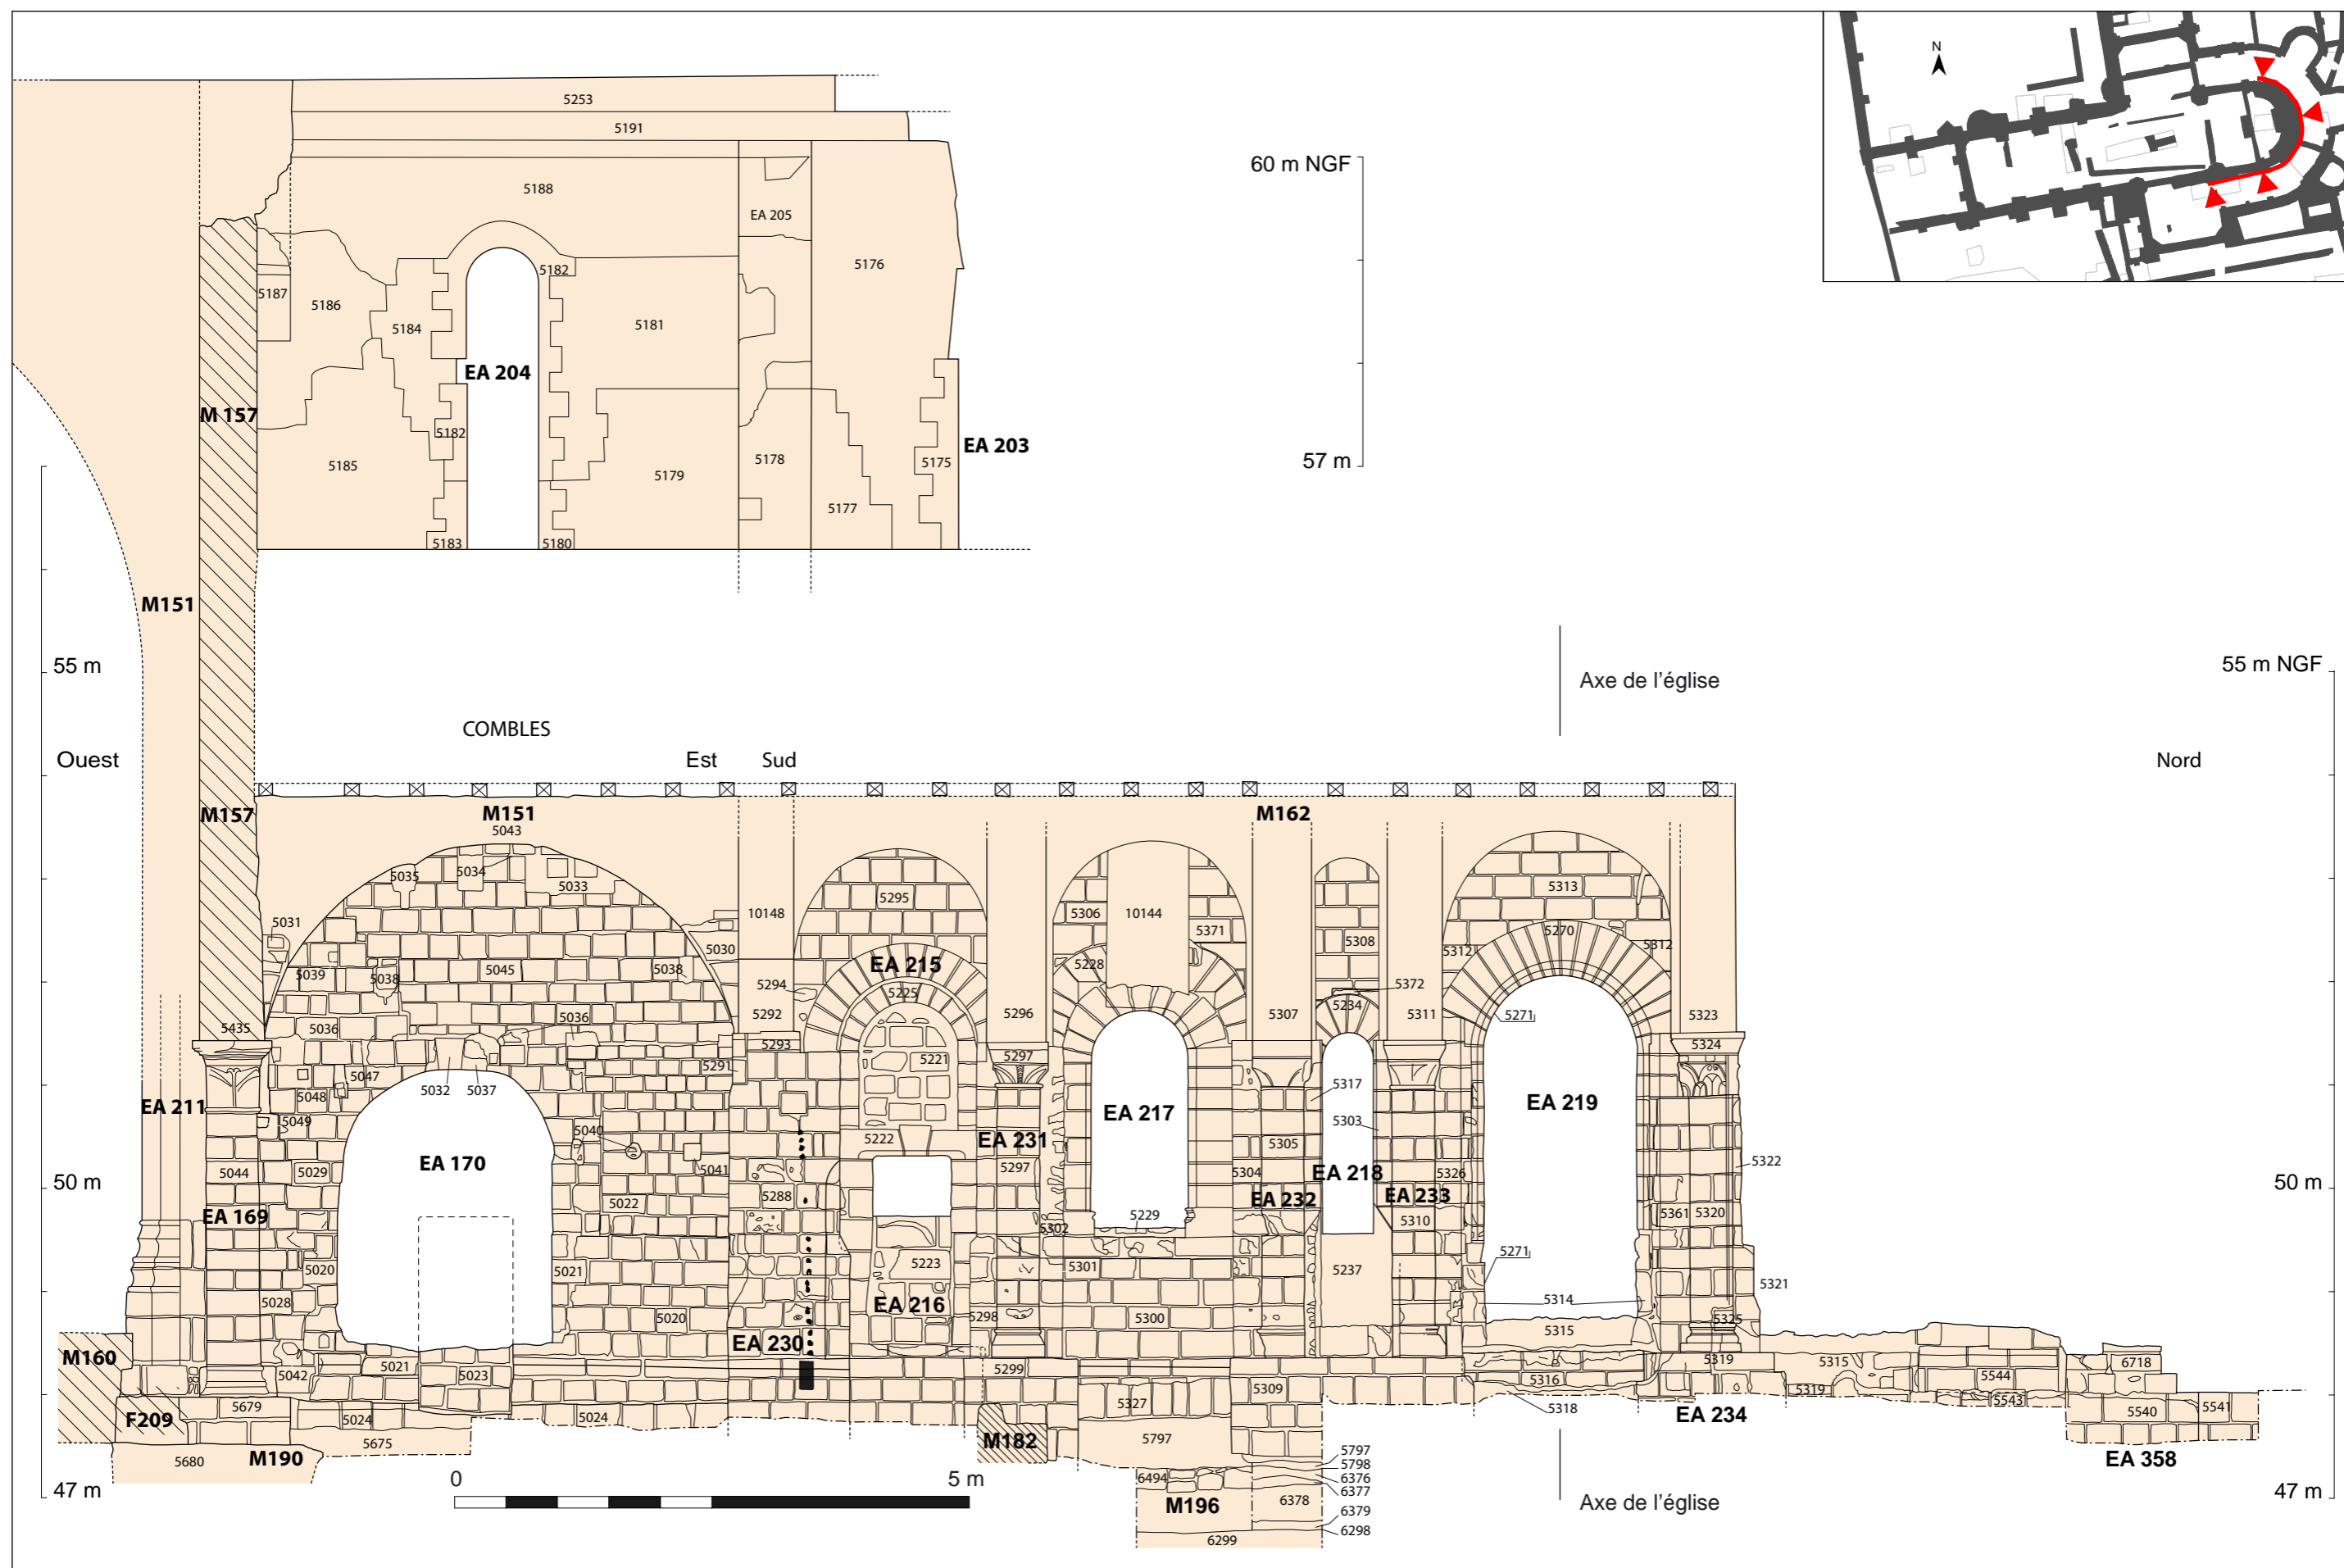 N
5253
5191
60 m NGF
5188
EA 205
5182
5176
5187
5186
5184
5181
EA 204
M 157
5182
EA 203
57 m
5185
5178
5175
5179
5177
5183
5180
M151
55 m
Axe de l'église
55 m NGF
COMBLES
Ouest
Est
Sud
Nord
M157
M151
M162
5043
5035
5034
5033
5295
5313
5031
10148
5306
10144
5371
5308
5270
5030
5312
5312
5039
5038
5045
5038
EA 215
5228
5294
5225
5372
5234
5435
5036
5036
5292
5296
5307
5311
5271
5323
5293
5297
5324
5291
5221
5047
5032
5037
5317
5048
EA 211
5049
EA 217
5303
EA 219
5040
5222
EA 231
5305
EA 170
5044
5029
5041
5297
5304
EA 218
5326
5322
50 m
50 m
5022
5288
EA 232
EA 233
EA 169
5229
5310
5361
5320
5302
5271
5020
5021
5223
5301
5237
5321
5028
EA 216
5314
5020
5298
5300
5325
EA 230
5315
M160
5021
5299
5319
5315
6718
5042
5023
5309
5316
5544
5319
5679
5327
5543
F209
5024
5024
5318
EA 234
5540
5541
5675
M182
5797
M190
5680
5797
5798
EA 358
0
5 m
6494
6376
6377
47 m
47 m
M196
6378
6379
Axe de l'église
6298
6299